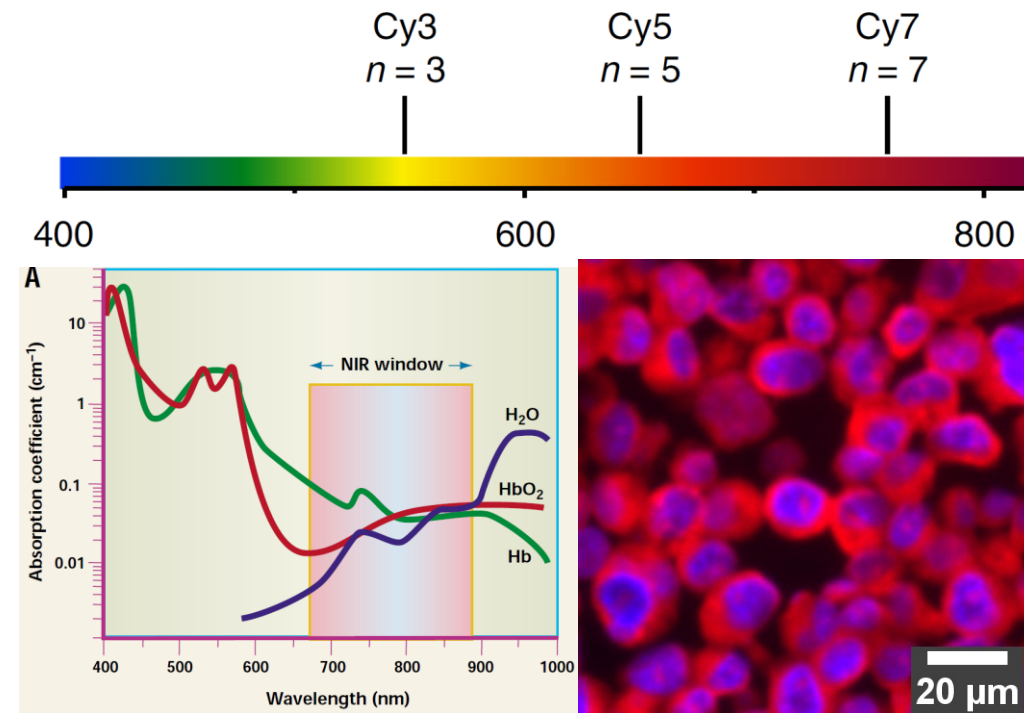 Cy3 Cy5 Cy7
n = 3 n = 5 n = 7
400 600 800
A
Absorption coefficient (cm⁻¹)
10
1
0.1
0.01
NIR window
H₂O
HbO₂
Hb
400 500 600 700 800 900 1000
Wavelength (nm)
20 µm